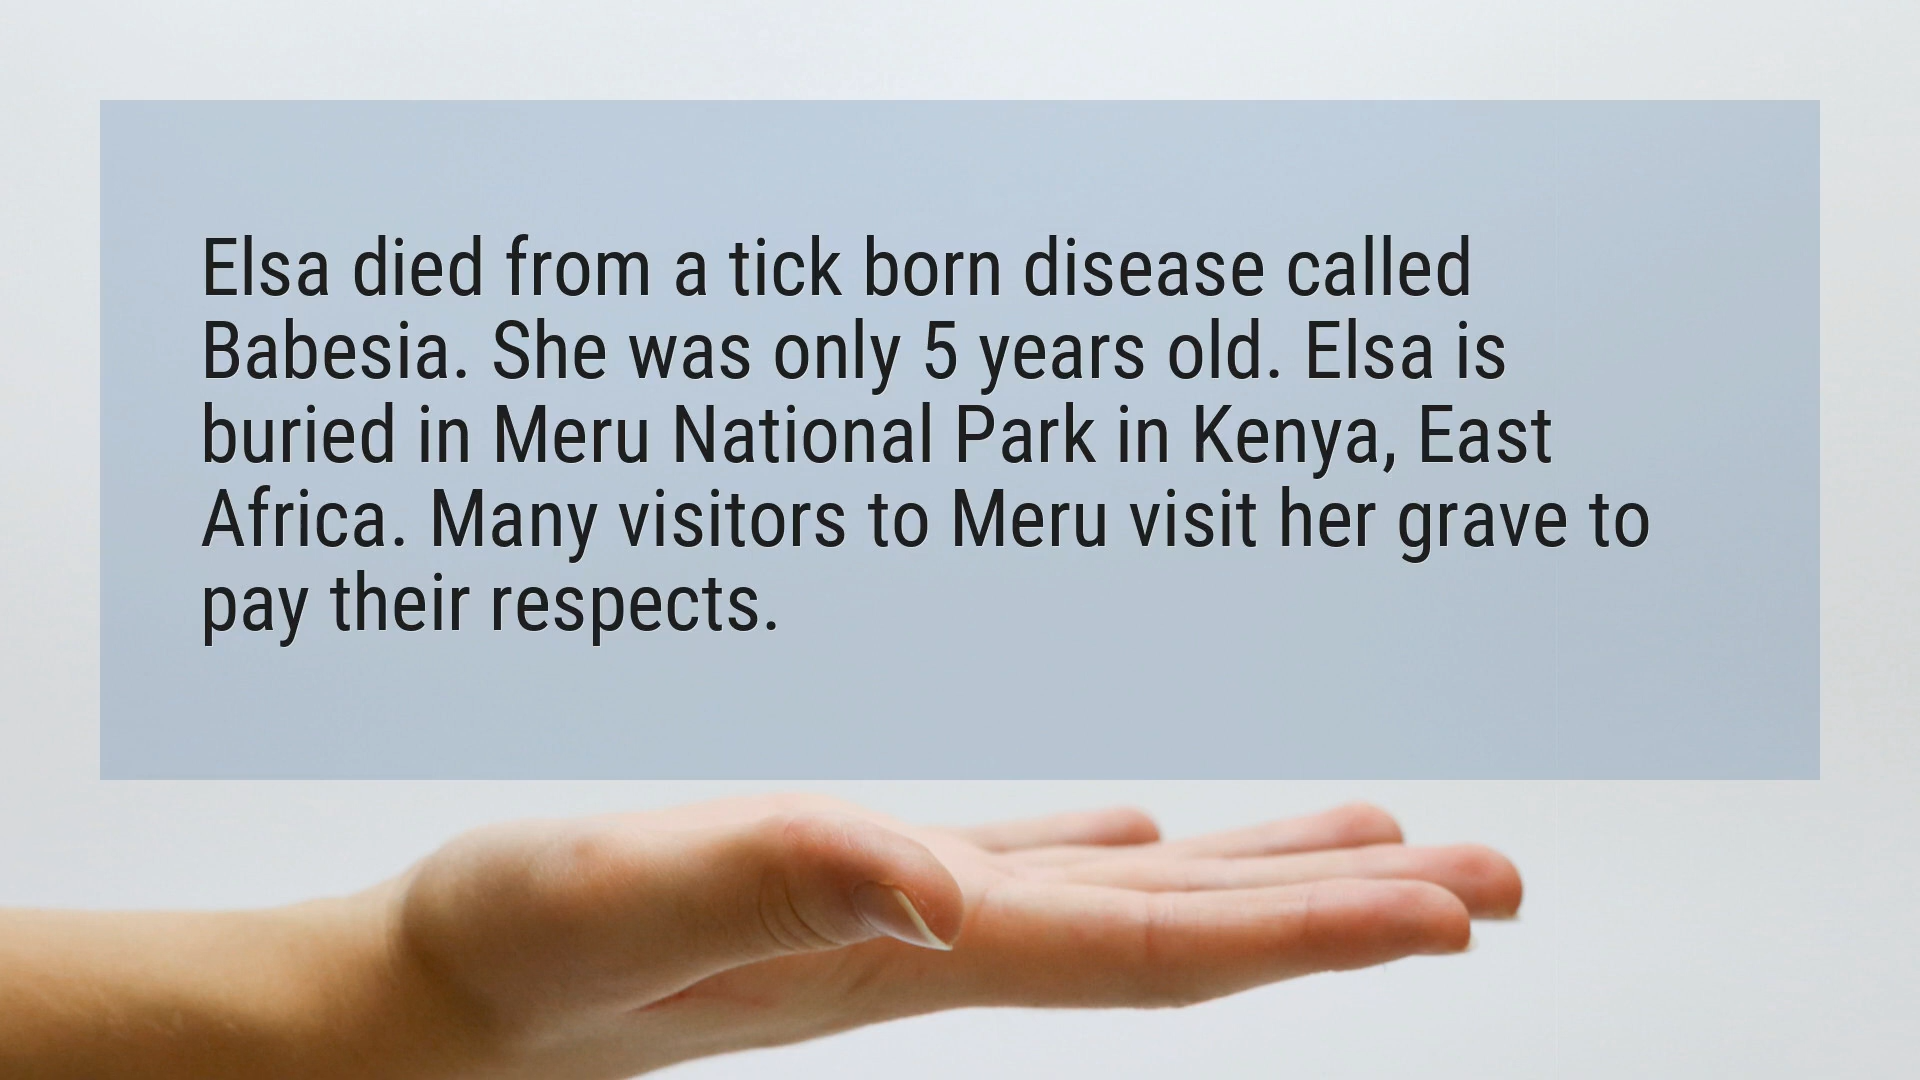 Elsa died from a tick born disease called
Babesia. She was only 5 years old. Elsa is
buried in Meru National Park in Kenya, East
Africa. Many visitors to Meru visit her grave to
pay their respects.